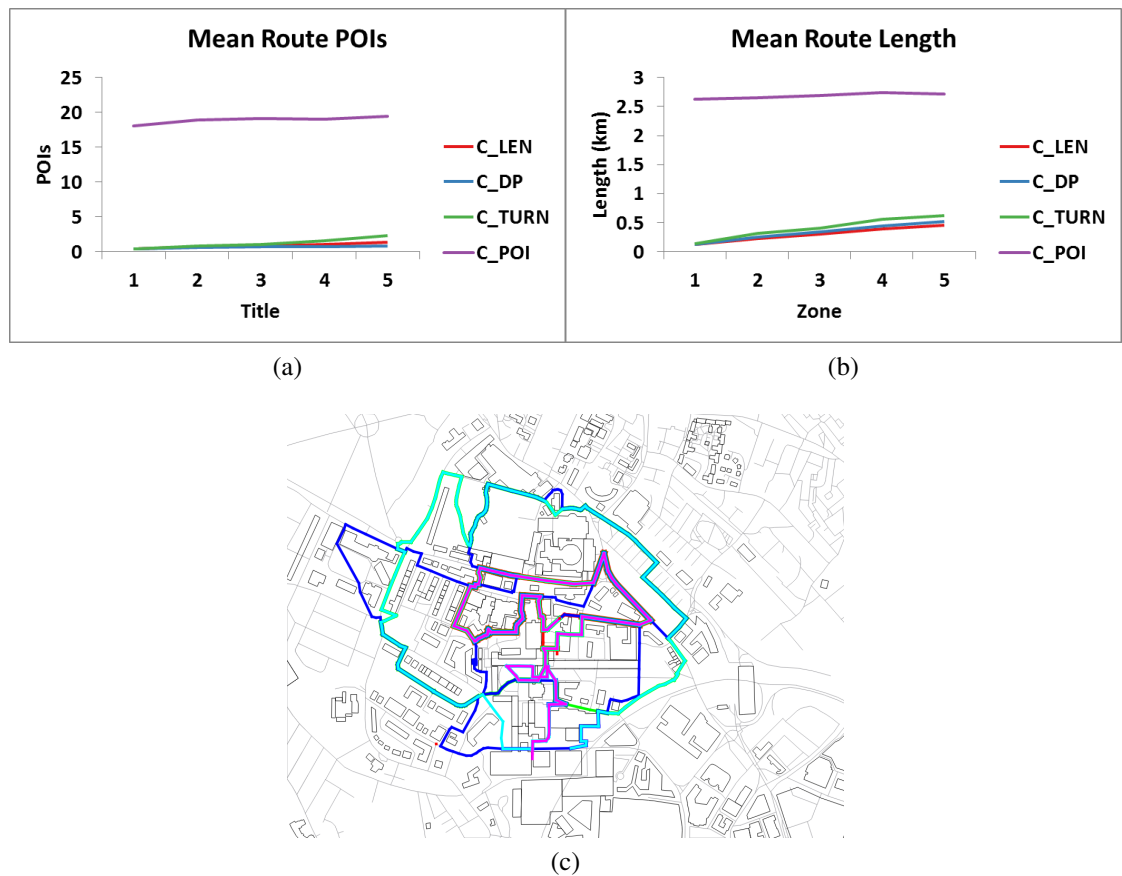 Mean Route POIs
25
20
15
10
5
0
POIs
1 2 3 4 5
Title
C_LEN
C_DP
C_TURN
C_POI
(a)
Mean Route Length
3
2.5
2
1.5
1
0.5
0
Length (km)
1 2 3 4 5
Zone
C_LEN
C_DP
C_TURN
C_POI
(b)
(c)